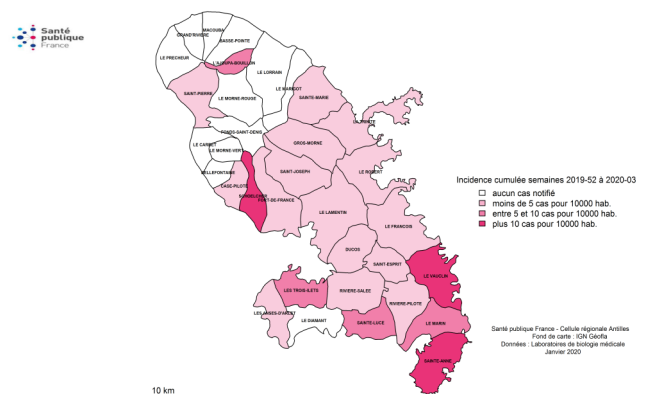 Santé
publique
France
MACOUBA
GRAND'RIVIERE
BASSE-POINTE
LE PRECHEUR
L'AJOUPA-BOUILLON
LE LORRAIN
LE MARIGOT
SAINT-PIERRE
LE MORNE-ROUGE
SAINTE-MARIE
LA TRINITE
FONDS-SAINT-DENIS
LE CARBET
LE MORNE-VERT
GROS-MORNE
BELLEFONTAINE
SAINT-JOSEPH
LE ROBERT
CASE-PILOTE
SCHOELCHER
FORT-DE-FRANCE
LE LAMENTIN
LE FRANCOIS
DUCOS
SAINT-ESPRIT
LE VAUCLIN
LES TROIS-ILETS
RIVIERE-SALEE
RIVIERE-PILOTE
LES ANSES-D'ARLET
LE DIAMANT
SAINTE-LUCE
LE MARIN
SAINTE-ANNE
10 km
Incidence cumulée semaines 2019-52 à 2020-03
aucun cas notifié
moins de 5 cas pour 10000 hab.
entre 5 et 10 cas pour 10000 hab.
plus 10 cas pour 10000 hab.
Santé publique France - Cellule régionale Antilles
Fond de carte : IGN Géofla
Données : Laboratoires de biologie médicale
Janvier 2020